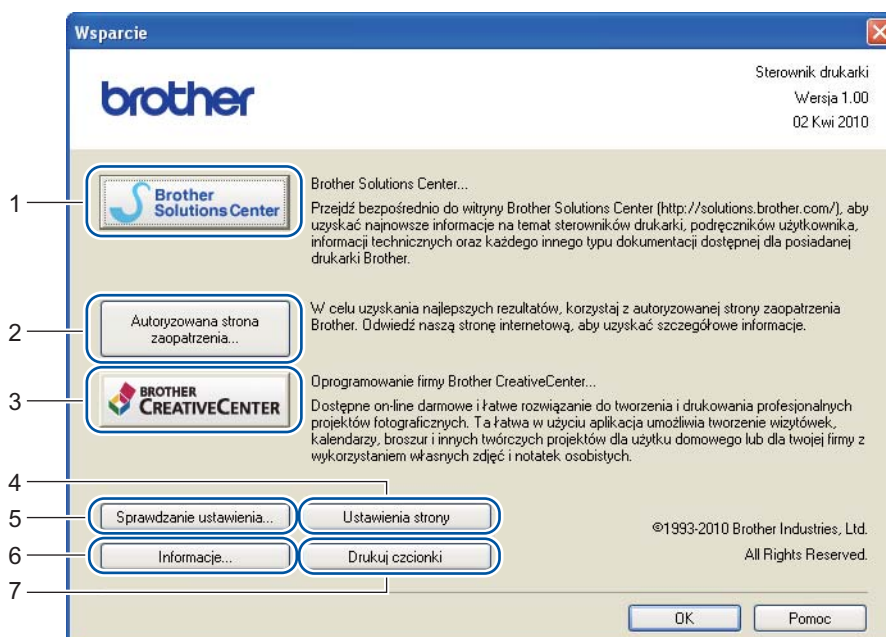 Wsparcie
brother
Sterownik drukarki
Wersja 1.00
02 Kwi 2010
1
Brother
Solutions Center
Brother Solutions Center...
Przejdź bezpośrednio do witryny Brother Solutions Center (http://solutions.brother.com/), aby
uzyskać najnowsze informacje na temat sterowników drukarki, podręczników użytkownika,
informacji technicznych oraz każdego innego typu dokumentacji dostępnej dla posiadanej
drukarki Brother.
2
Autoryzowana strona
zaopatrzenia...
W celu uzyskania najlepszych rezultatów, korzystaj z autoryzowanej strony zaopatrzenia
Brother. Odwiedź naszą stronę internetową, aby uzyskać szczegółowe informacje.
3
BROTHER
CREATIVECENTER
Oprogramowanie firmy Brother CreativeCenter...
Dostępne on-line darmowe i łatwe rozwiązanie do tworzenia i drukowania profesjonalnych
projektów fotograficznych. Ta łatwa w użyciu aplikacja umożliwia tworzenie wizytówek,
kalendarzy, broszur i innych twórczych projektów dla użytku domowego lub dla twojej firmy z
wykorzystaniem własnych zdjęć i notatek osobistych.
4
5
Sprawdzanie ustawienia...
Ustawienia strony
©1993-2010 Brother Industries, Ltd.
6
Informacje...
Drukuj czcionki
All Rights Reserved.
7
OK
Pomoc